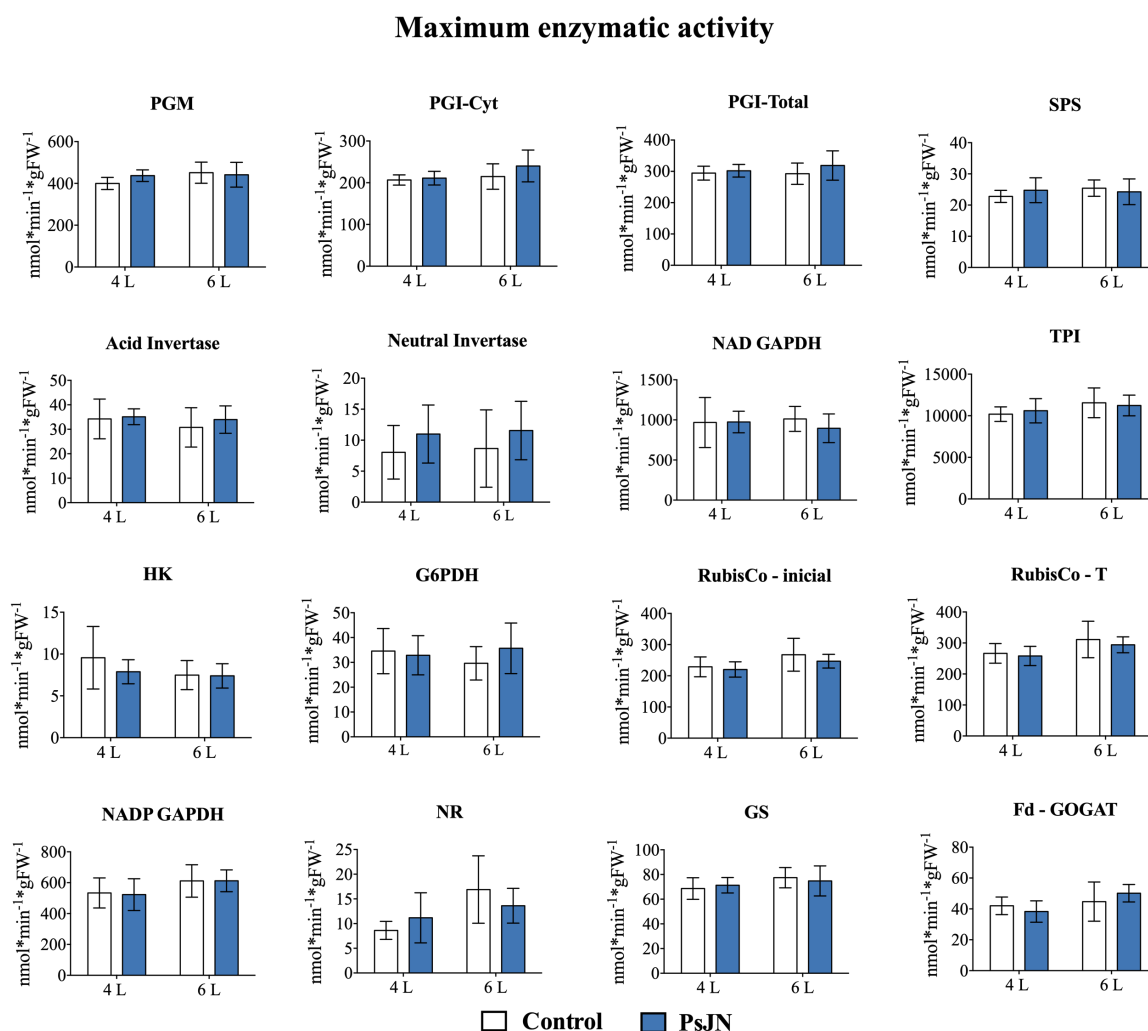 Maximum enzymatic activity
PGM
nmol*min⁻¹*gFW⁻¹
600
400
200
0
4 L
6 L
PGI-Cyt
nmol*min⁻¹*gFW⁻¹
300
200
100
0
4 L
6 L
PGI-Total
nmol*min⁻¹*gFW⁻¹
400
300
200
100
0
4 L
6 L
SPS
nmol*min⁻¹*gFW⁻¹
40
30
20
10
0
4 L
6 L
Acid Invertase
nmol*min⁻¹*gFW⁻¹
50
40
30
20
10
0
4 L
6 L
Neutral Invertase
nmol*min⁻¹*gFW⁻¹
20
15
10
5
0
4 L
6 L
NAD GAPDH
nmol*min⁻¹*gFW⁻¹
1500
1000
500
0
4 L
6 L
TPI
nmol*min⁻¹*gFW⁻¹
15000
10000
5000
0
4 L
6 L
HK
nmol*min⁻¹*gFW⁻¹
15
10
5
0
4 L
6 L
G6PDH
nmol*min⁻¹*gFW⁻¹
50
40
30
20
10
0
4 L
6 L
RubisCo - inicial
nmol*min⁻¹*gFW⁻¹
400
300
200
100
0
4 L
6 L
RubisCo - T
nmol*min⁻¹*gFW⁻¹
400
300
200
100
0
4 L
6 L
NADP GAPDH
nmol*min⁻¹*gFW⁻¹
800
600
400
200
0
4 L
6 L
NR
nmol*min⁻¹*gFW⁻¹
25
20
15
10
5
0
4 L
6 L
GS
nmol*min⁻¹*gFW⁻¹
100
80
60
40
20
0
4 L
6 L
Fd - GOGAT
nmol*min⁻¹*gFW⁻¹
80
60
40
20
0
4 L
6 L
Control
PsJN